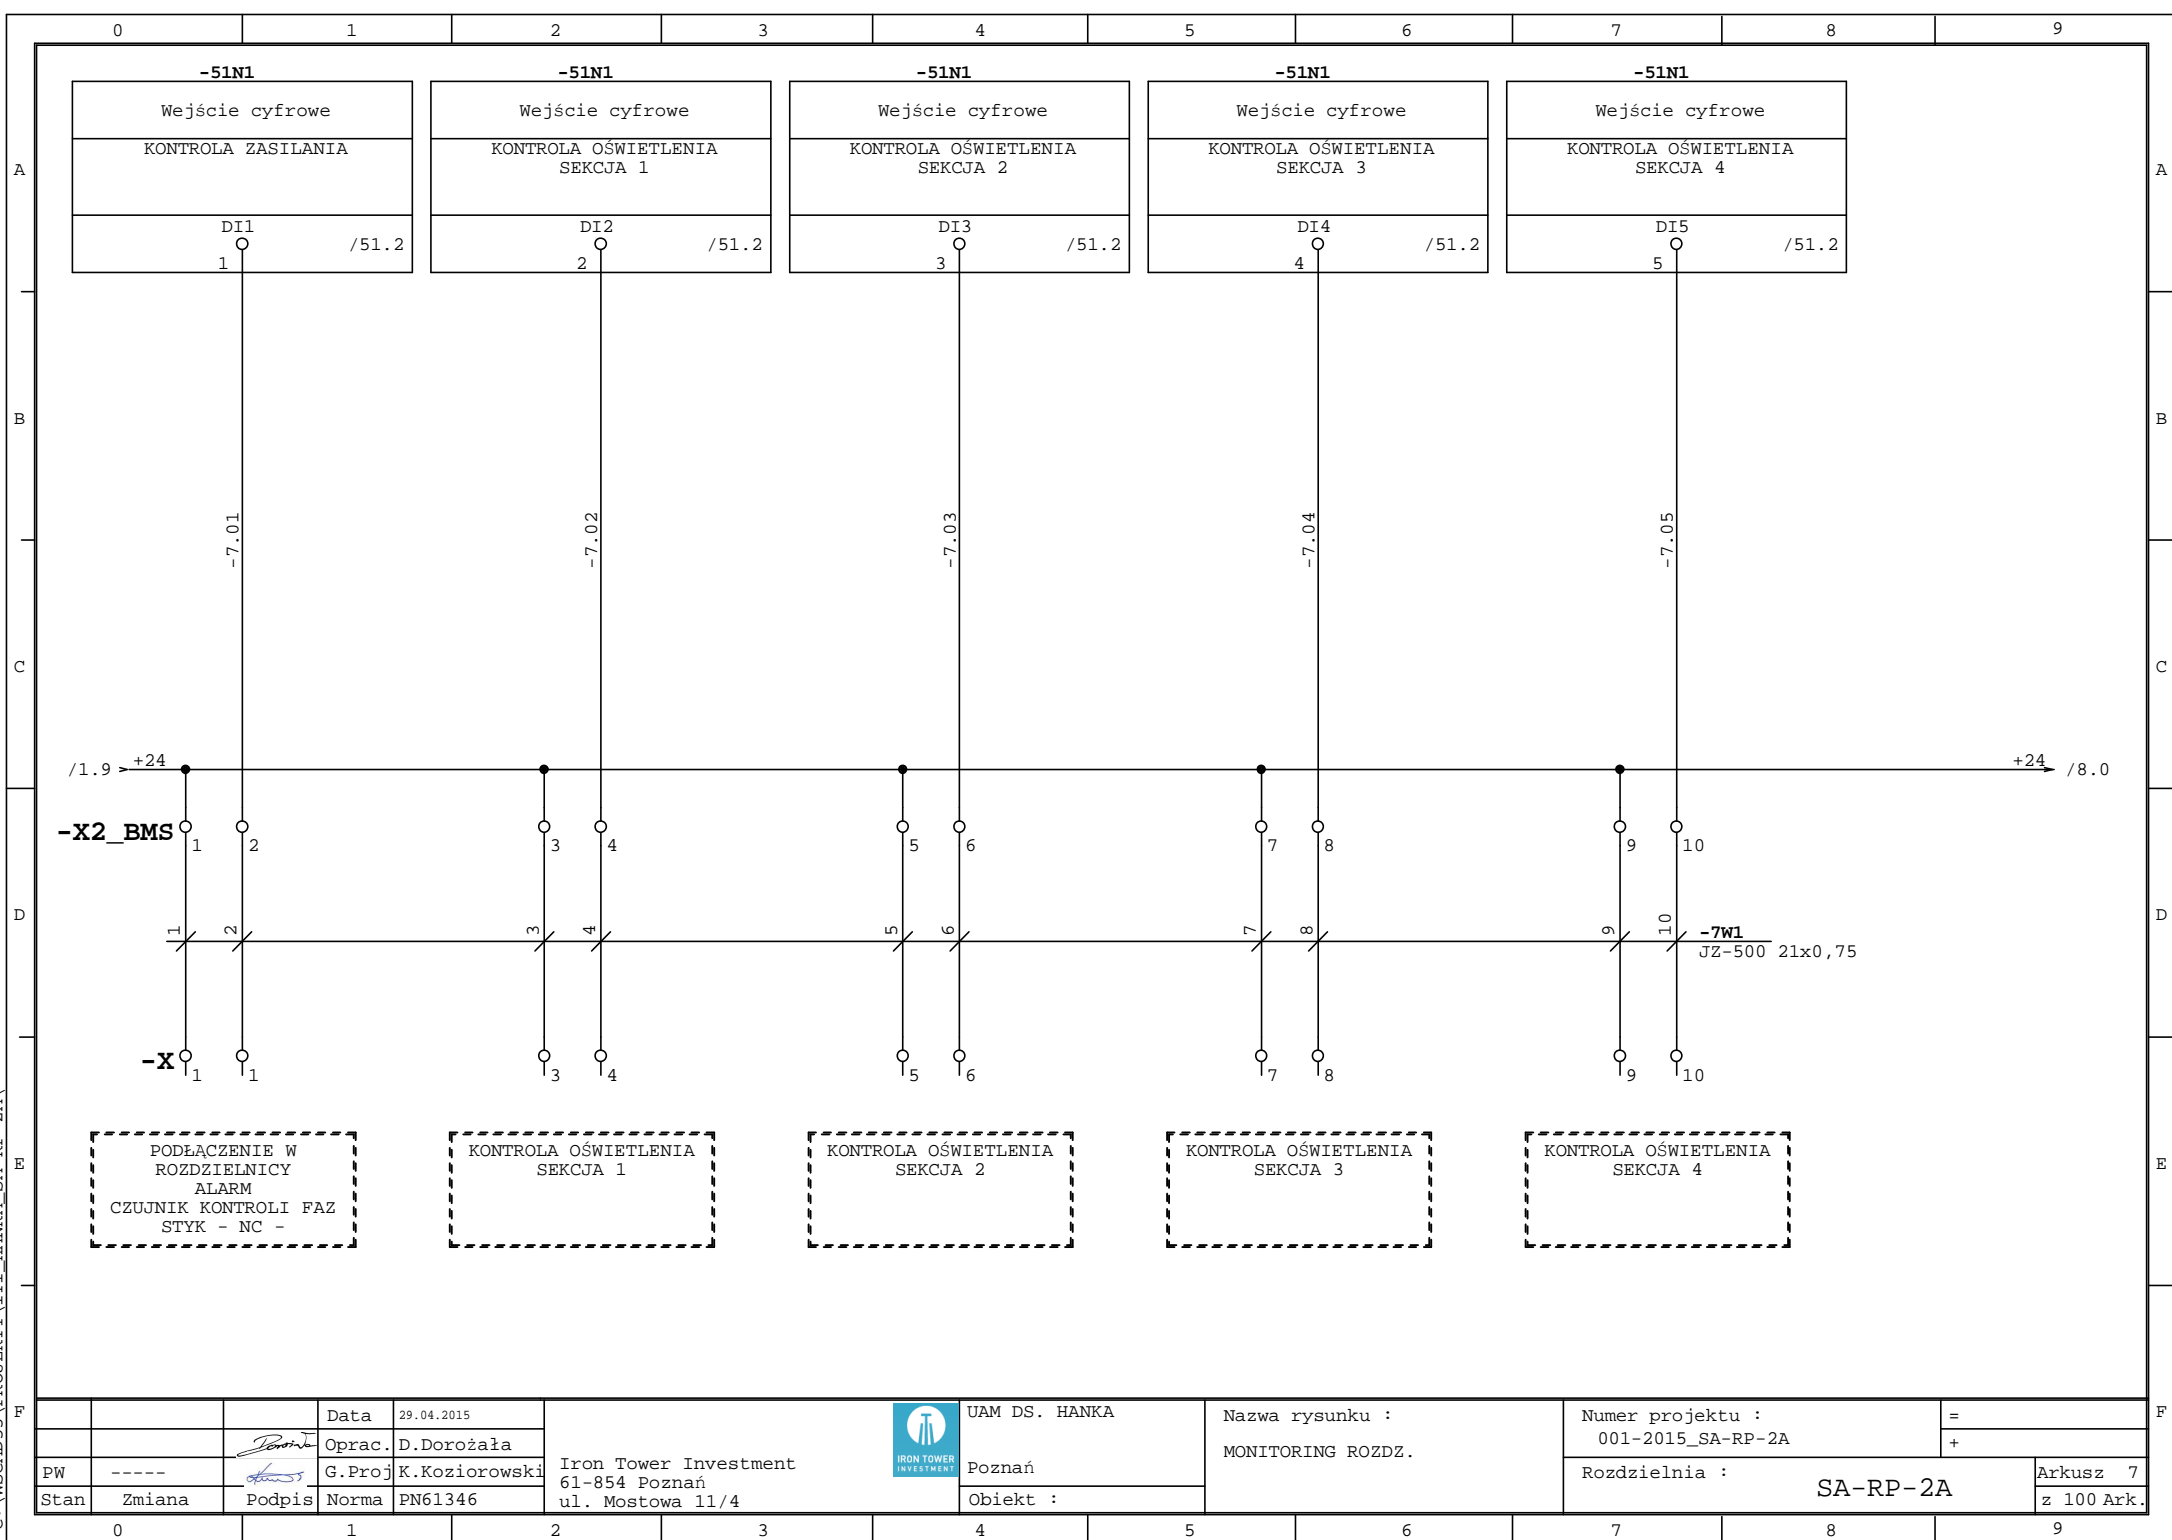 0 1 2 3 4 5 6 7 8 9
-51N1 -51N1 -51N1 -51N1 -51N1
Wejście cyfrowe Wejście cyfrowe Wejście cyfrowe Wejście cyfrowe Wejście cyfrowe
KONTROLA ZASILANIA KONTROLA OŚWIETLENIA KONTROLA OŚWIETLENIA KONTROLA OŚWIETLENIA KONTROLA OŚWIETLENIA
SEKCJA 1 SEKCJA 2 SEKCJA 3 SEKCJA 4
A A
DI1 DI2 DI3 DI4 DI5
/51.2 /51.2 /51.2 /51.2 /51.2
1 2 3 4 5
B B
-7.01 -7.02 -7.03 -7.04 -7.05
C C
/1.9 +24 +24 /8.0
-X2_BMS 1 2 3 4 5 6 7 8 9 10
D D
1 2 3 4 5 6 7 8 9 10 -7W1
JZ-500 21x0,75
-X 1 1 3 4 5 6 7 8 9 10
E E
PODŁĄCZENIE W
ROZDZIELNICY
ALARM
CZUJNIK KONTROLI FAZ
STYK - NC -
KONTROLA OŚWIETLENIA
SEKCJA 1
KONTROLA OŚWIETLENIA
SEKCJA 2
KONTROLA OŚWIETLENIA
SEKCJA 3
KONTROLA OŚWIETLENIA
SEKCJA 4
F F
Data 29.04.2015
Oprac. D.Dorożała
PW ----- G.Proj K.Koziorowski
Stan Zmiana Podpis Norma PN61346
Iron Tower Investment
61-854 Poznań
ul. Mostowa 11/4
IRON TOWER
INVESTMENT
UAM DS. HANKA
Poznań
Obiekt :
Nazwa rysunku :
MONITORING ROZDZ.
Numer projektu :
001-2015_SA-RP-2A
Rozdzielnia :
SA-RP-2A
=
+
Arkusz 7
z 100 Ark.
0 1 2 3 4 5 6 7 8 9